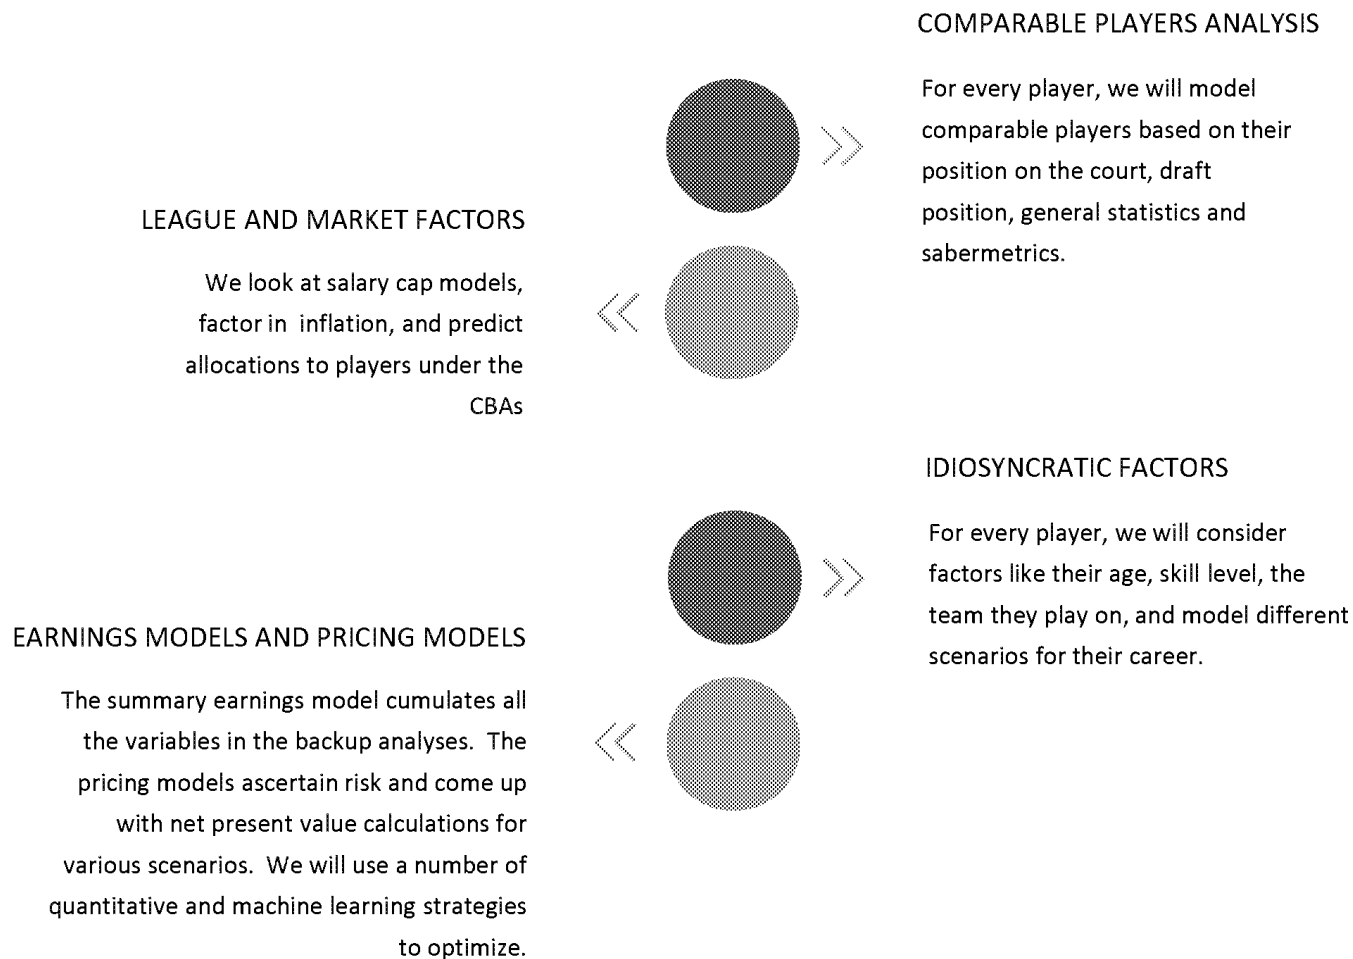 COMPARABLE PLAYERS ANALYSIS
For every player, we will model
comparable players based on their
position on the court, draft
position, general statistics and
sabermetrics.
LEAGUE AND MARKET FACTORS
We look at salary cap models,
factor in  inflation, and predict
allocations to players under the
CBAs
IDIOSYNCRATIC FACTORS
For every player, we will consider
factors like their age, skill level, the
team they play on, and model different
scenarios for their career.
EARNINGS MODELS AND PRICING MODELS
The summary earnings model cumulates all
the variables in the backup analyses.  The
pricing models ascertain risk and come up
with net present value calculations for
various scenarios.  We will use a number of
quantitative and machine learning strategies
to optimize.